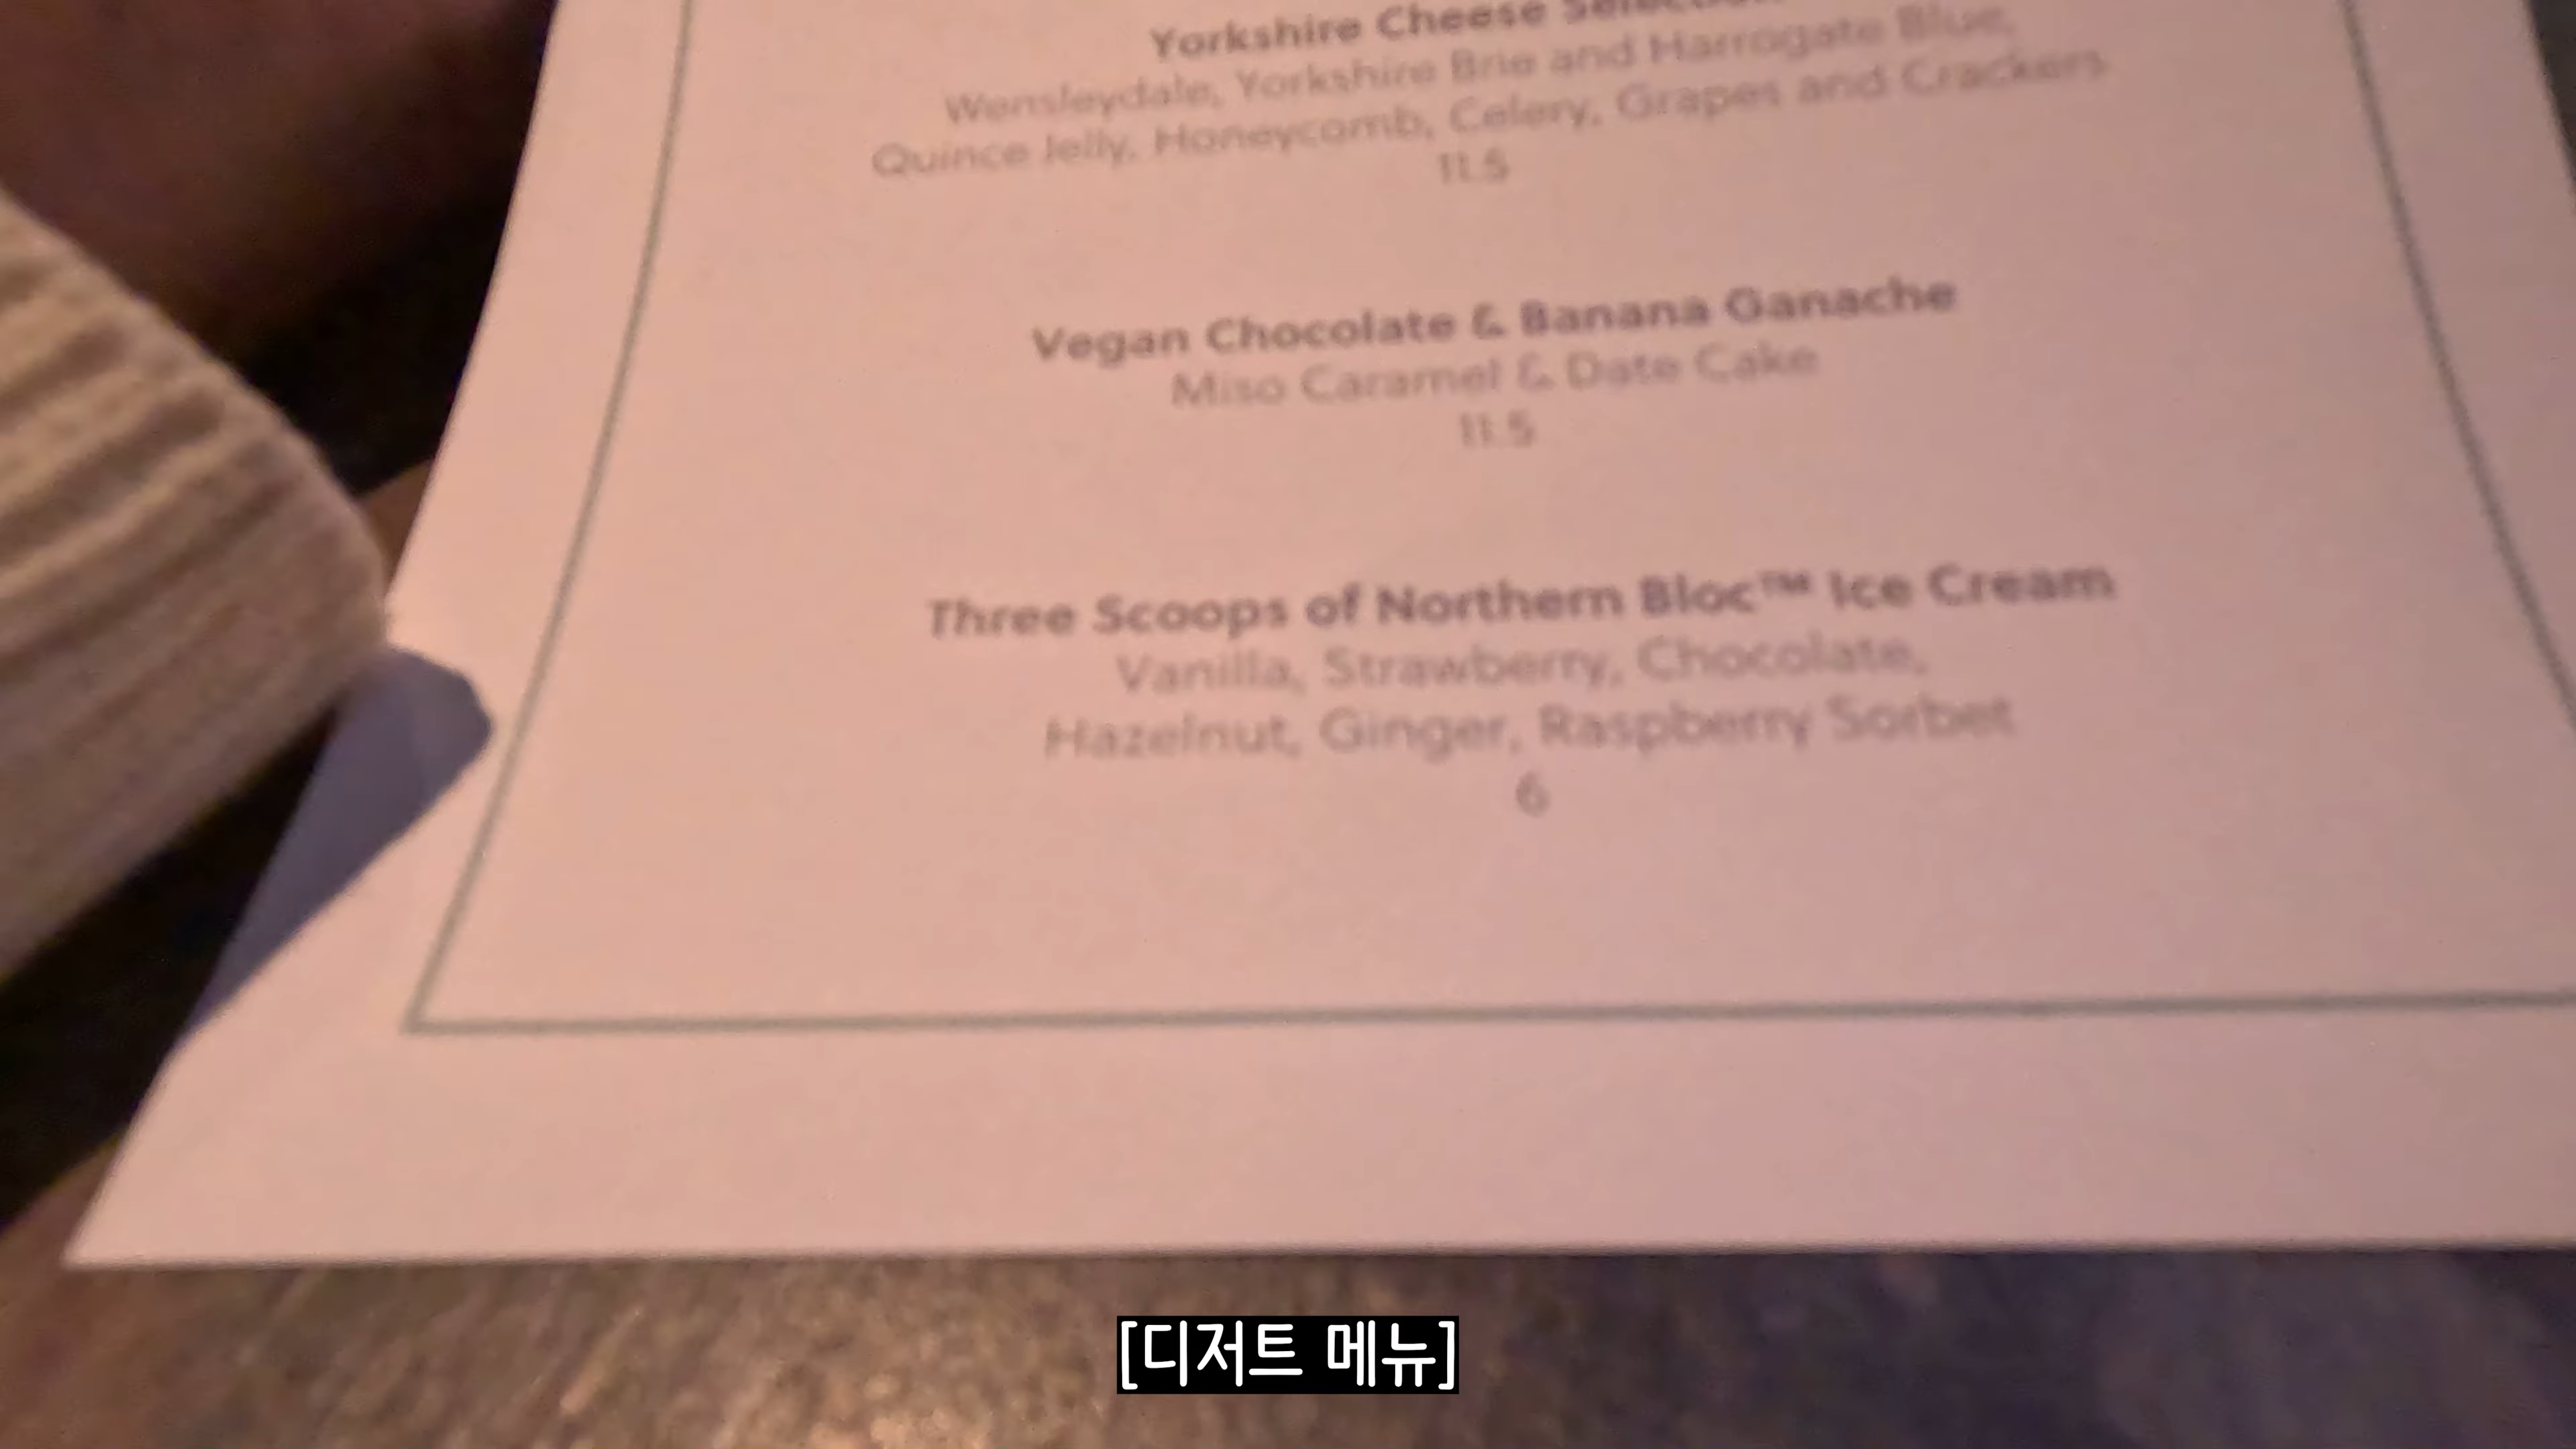 Yorkshire Cheese Selection
Wensleydale, Yorkshire Brie and Harrogate Blue,
Quince Jelly, Honeycomb, Celery, Grapes and Crackers
11.5
Vegan Chocolate & Banana Ganache
Miso Caramel & Date Cake
11.5
Three Scoops of Northern Bloc™ Ice Cream
Vanilla, Strawberry, Chocolate,
Hazelnut, Ginger, Raspberry Sorbet
6
[디저트 메뉴]